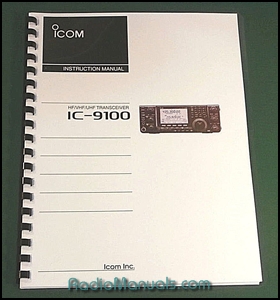 ICOM
INSTRUCTION MANUAL
HF/VHF/UHF TRANSCEIVER
IC-9100
Icom Inc.
RadioManuals.com